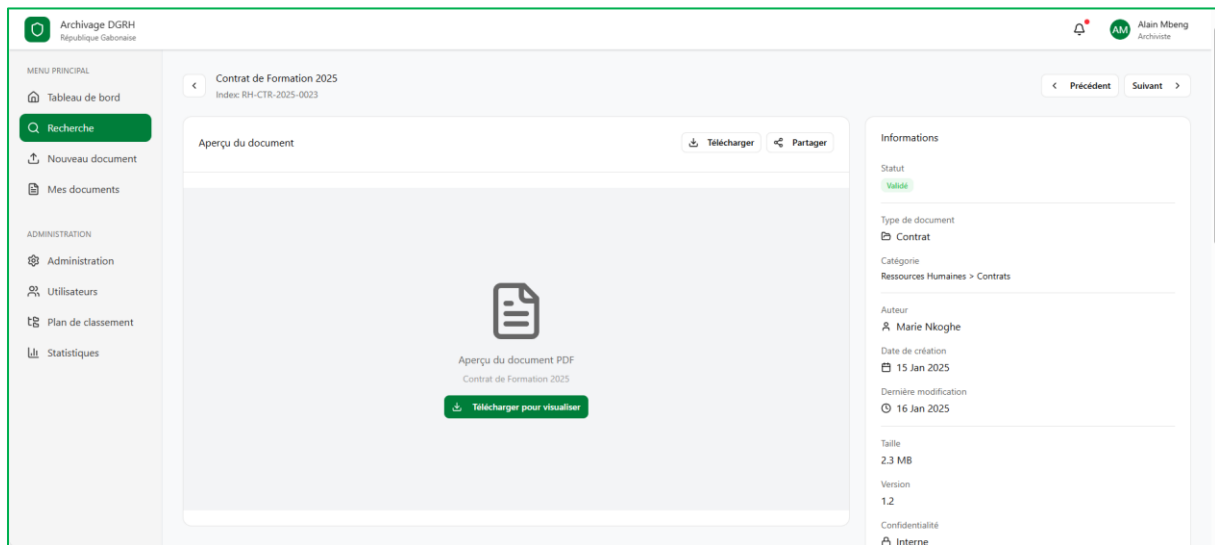 Archivage DGRH
République Gabonaise
AM
Alain Mbeng
Archiviste
MENU PRINCIPAL
Tableau de bord
Recherche
Nouveau document
Mes documents
ADMINISTRATION
Administration
Utilisateurs
Plan de classement
Statistiques
Contrat de Formation 2025
Index: RH-CTR-2025-0023
Précédent
Suivant
Aperçu du document
Télécharger
Partager
Aperçu du document PDF
Contrat de Formation 2025
Télécharger pour visualiser
Informations
Statut
Validé
Type de document
Contrat
Catégorie
Ressources Humaines > Contrats
Auteur
Marie Nkoghe
Date de création
15 Jan 2025
Dernière modification
16 Jan 2025
Taille
2.3 MB
Version
1.2
Confidentialité
Interne